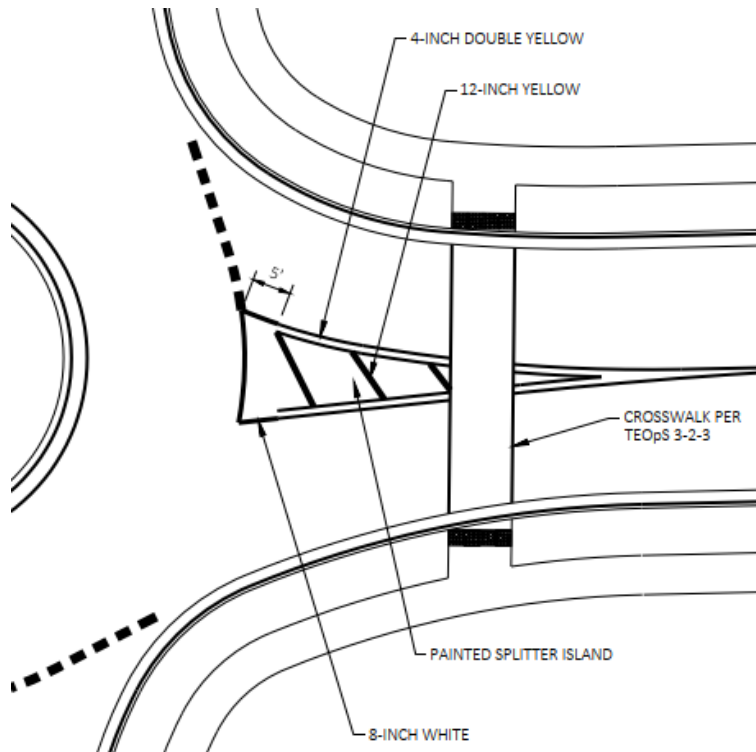 4-INCH DOUBLE YELLOW
12-INCH YELLOW
5'
CROSSWALK PER
TEOpS 3-2-3
PAINTED SPLITTER ISLAND
8-INCH WHITE